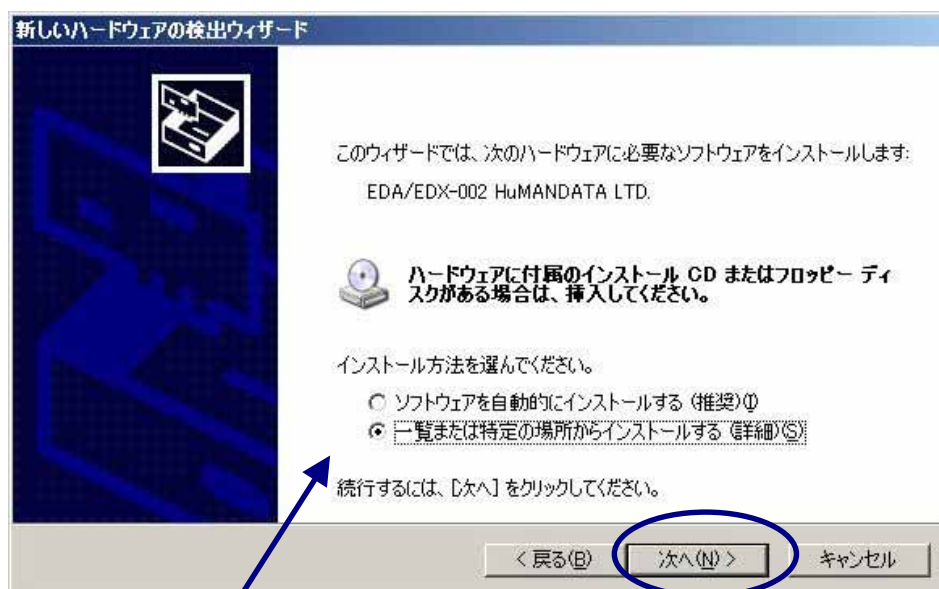 新しいハードウェアの検出ウィザード
このウィザードでは、次のハードウェアに必要なソフトウェアをインストールします:
EDA/EDX-002 HuMANDATA LTD.
ハードウェアに付属のインストール CD またはフロッピー ディ
スクがある場合は、挿入してください。
インストール方法を選んでください。
ソフトウェアを自動的にインストールする (推奨)(I)
一覧または特定の場所からインストールする (詳細)(S)
続行するには、[次へ] をクリックしてください。
< 戻る(B)
次へ(N) >
キャンセル